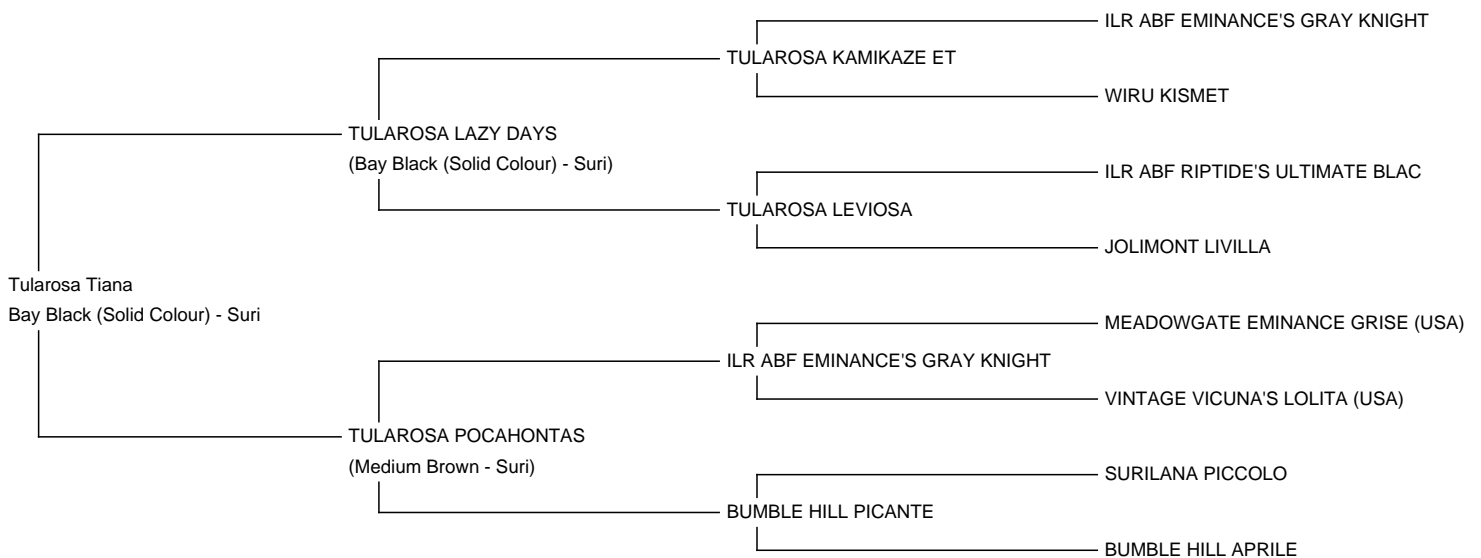 ILR ABF EMINANCE'S GRAY KNIGHT
TULAROSA KAMIKAZE ET
WIRU KISMET
TULAROSA LAZY DAYS
(Bay Black (Solid Colour) - Suri)
ILR ABF RIPTIDE'S ULTIMATE BLAC
TULAROSA LEVIOSA
JOLIMONT LIVILLA
Tularosa Tiana
Bay Black (Solid Colour) - Suri
MEADOWGATE EMINANCE GRISE (USA)
ILR ABF EMINANCE'S GRAY KNIGHT
VINTAGE VICUNA'S LOLITA (USA)
TULAROSA POCAHONTAS
(Medium Brown - Suri)
SURILANA PICCOLO
BUMBLE HILL PICANTE
BUMBLE HILL APRILE